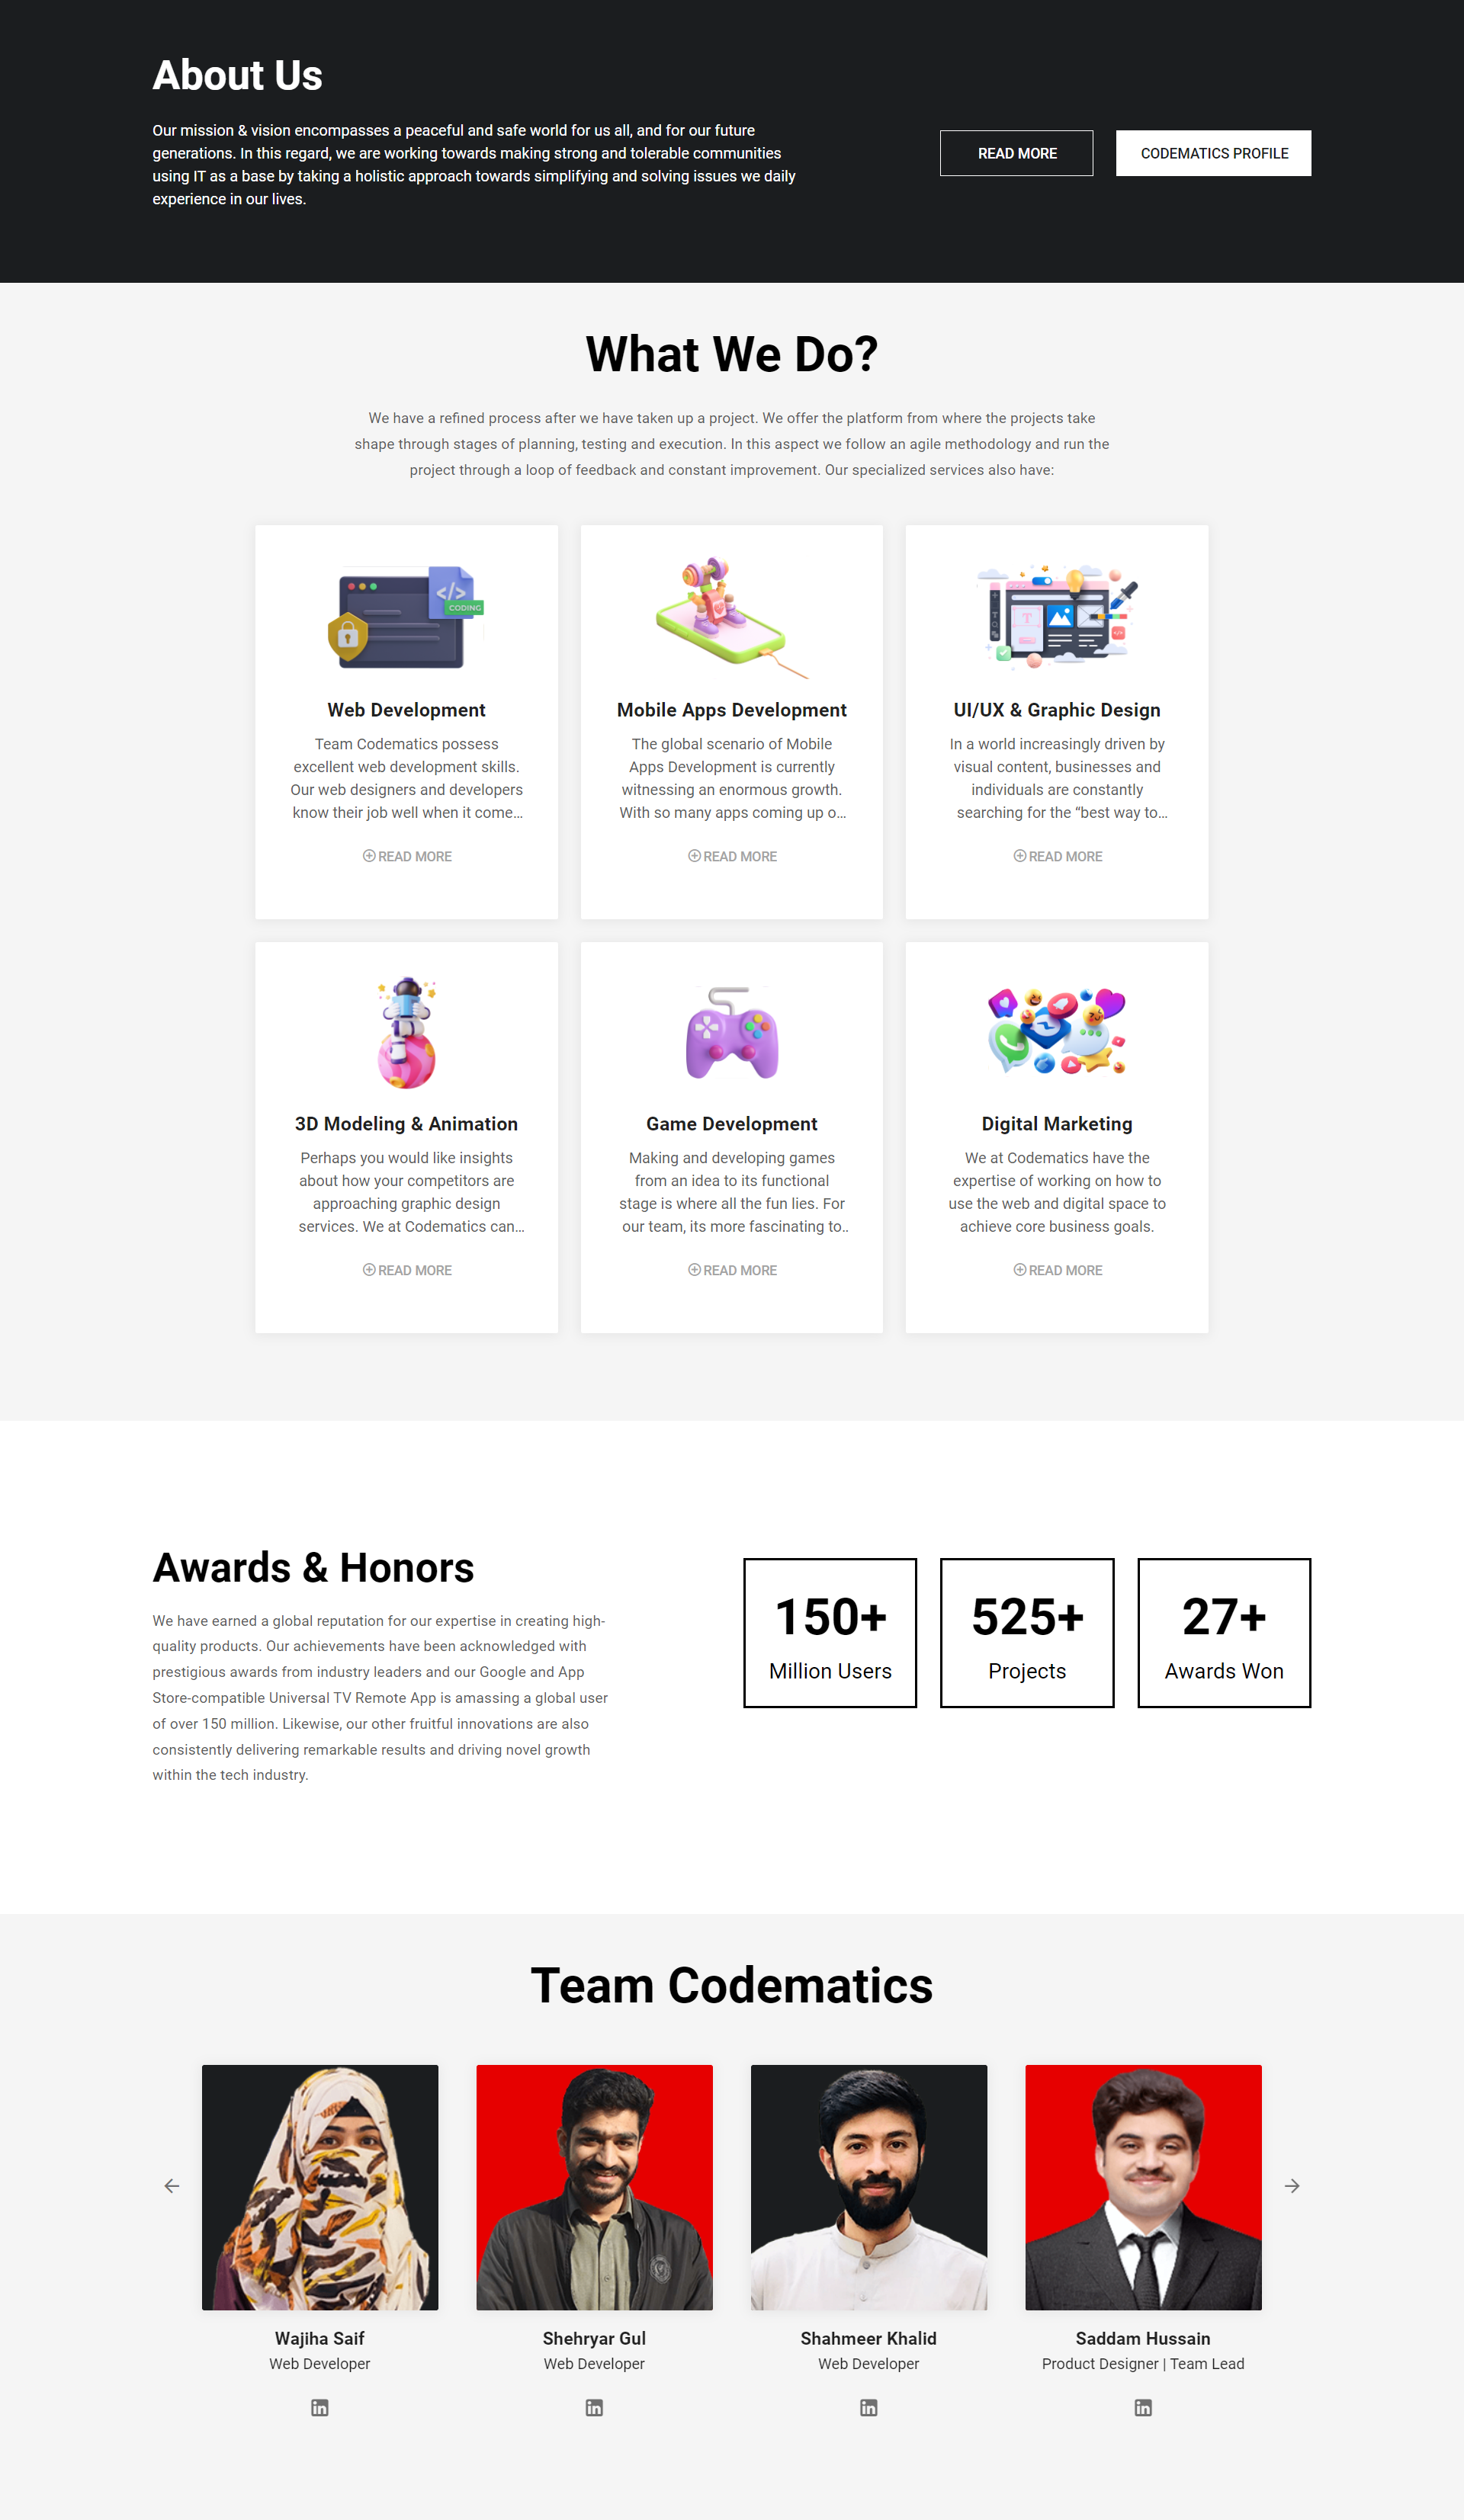 About Us
Our mission & vision encompasses a peaceful and safe world for us all, and for our future
generations. In this regard, we are working towards making strong and tolerable communities
using IT as a base by taking a holistic approach towards simplifying and solving issues we daily
experience in our lives.
READ MORE
CODEMATICS PROFILE
What We Do?
We have a refined process after we have taken up a project. We offer the platform from where the projects take
shape through stages of planning, testing and execution. In this aspect we follow an agile methodology and run the
project through a loop of feedback and constant improvement. Our specialized services also have:
</>
CODING
Web Development
Team Codematics possess
excellent web development skills.
Our web designers and developers
know their job well when it come...
READ MORE
Mobile Apps Development
The global scenario of Mobile
Apps Development is currently
witnessing an enormous growth.
With so many apps coming up o...
READ MORE
T
UI/UX & Graphic Design
In a world increasingly driven by
visual content, businesses and
individuals are constantly
searching for the “best way to...
READ MORE
3D Modeling & Animation
Perhaps you would like insights
about how your competitors are
approaching graphic design
services. We at Codematics can...
READ MORE
Game Development
Making and developing games
from an idea to its functional
stage is where all the fun lies. For
our team, its more fascinating to..
READ MORE
Digital Marketing
We at Codematics have the
expertise of working on how to
use the web and digital space to
achieve core business goals.
READ MORE
Awards & Honors
We have earned a global reputation for our expertise in creating high-
quality products. Our achievements have been acknowledged with
prestigious awards from industry leaders and our Google and App
Store-compatible Universal TV Remote App is amassing a global user
of over 150 million. Likewise, our other fruitful innovations are also
consistently delivering remarkable results and driving novel growth
within the tech industry.
150+
Million Users
525+
Projects
27+
Awards Won
Team Codematics
Wajiha Saif
Web Developer
in
Shehryar Gul
Web Developer
in
Shahmeer Khalid
Web Developer
in
Saddam Hussain
Product Designer | Team Lead
in